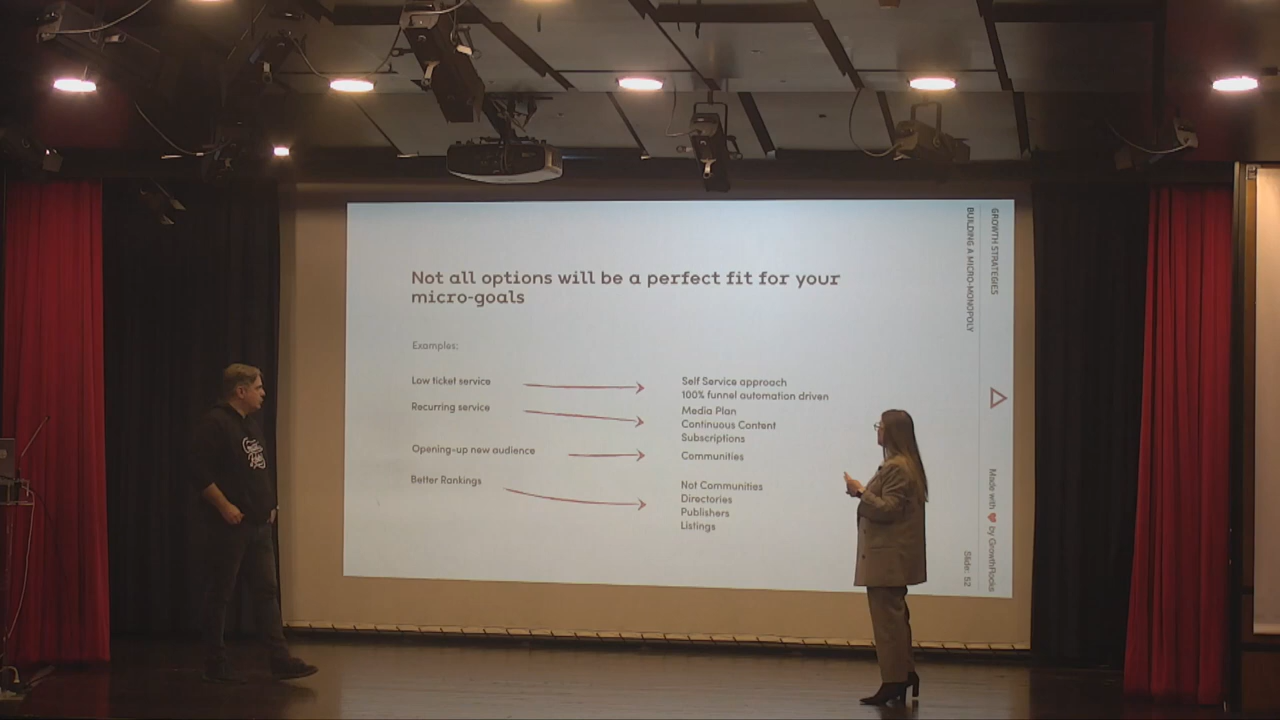 Not all options will be a perfect fit for your
micro-goals
Examples:
Low ticket service
Self Service approach
100% funnel automation driven
Recurring service
Media Plan
Continuous Content
Subscriptions
Opening-up new audience
Communities
Better Rankings
Not Communities
Directories
Publishers
Listings
GROWTH STRATEGIES
BUILDING A MICRO-MONOPOLY
Made with ❤ by GrowthRocks
Slide: 52